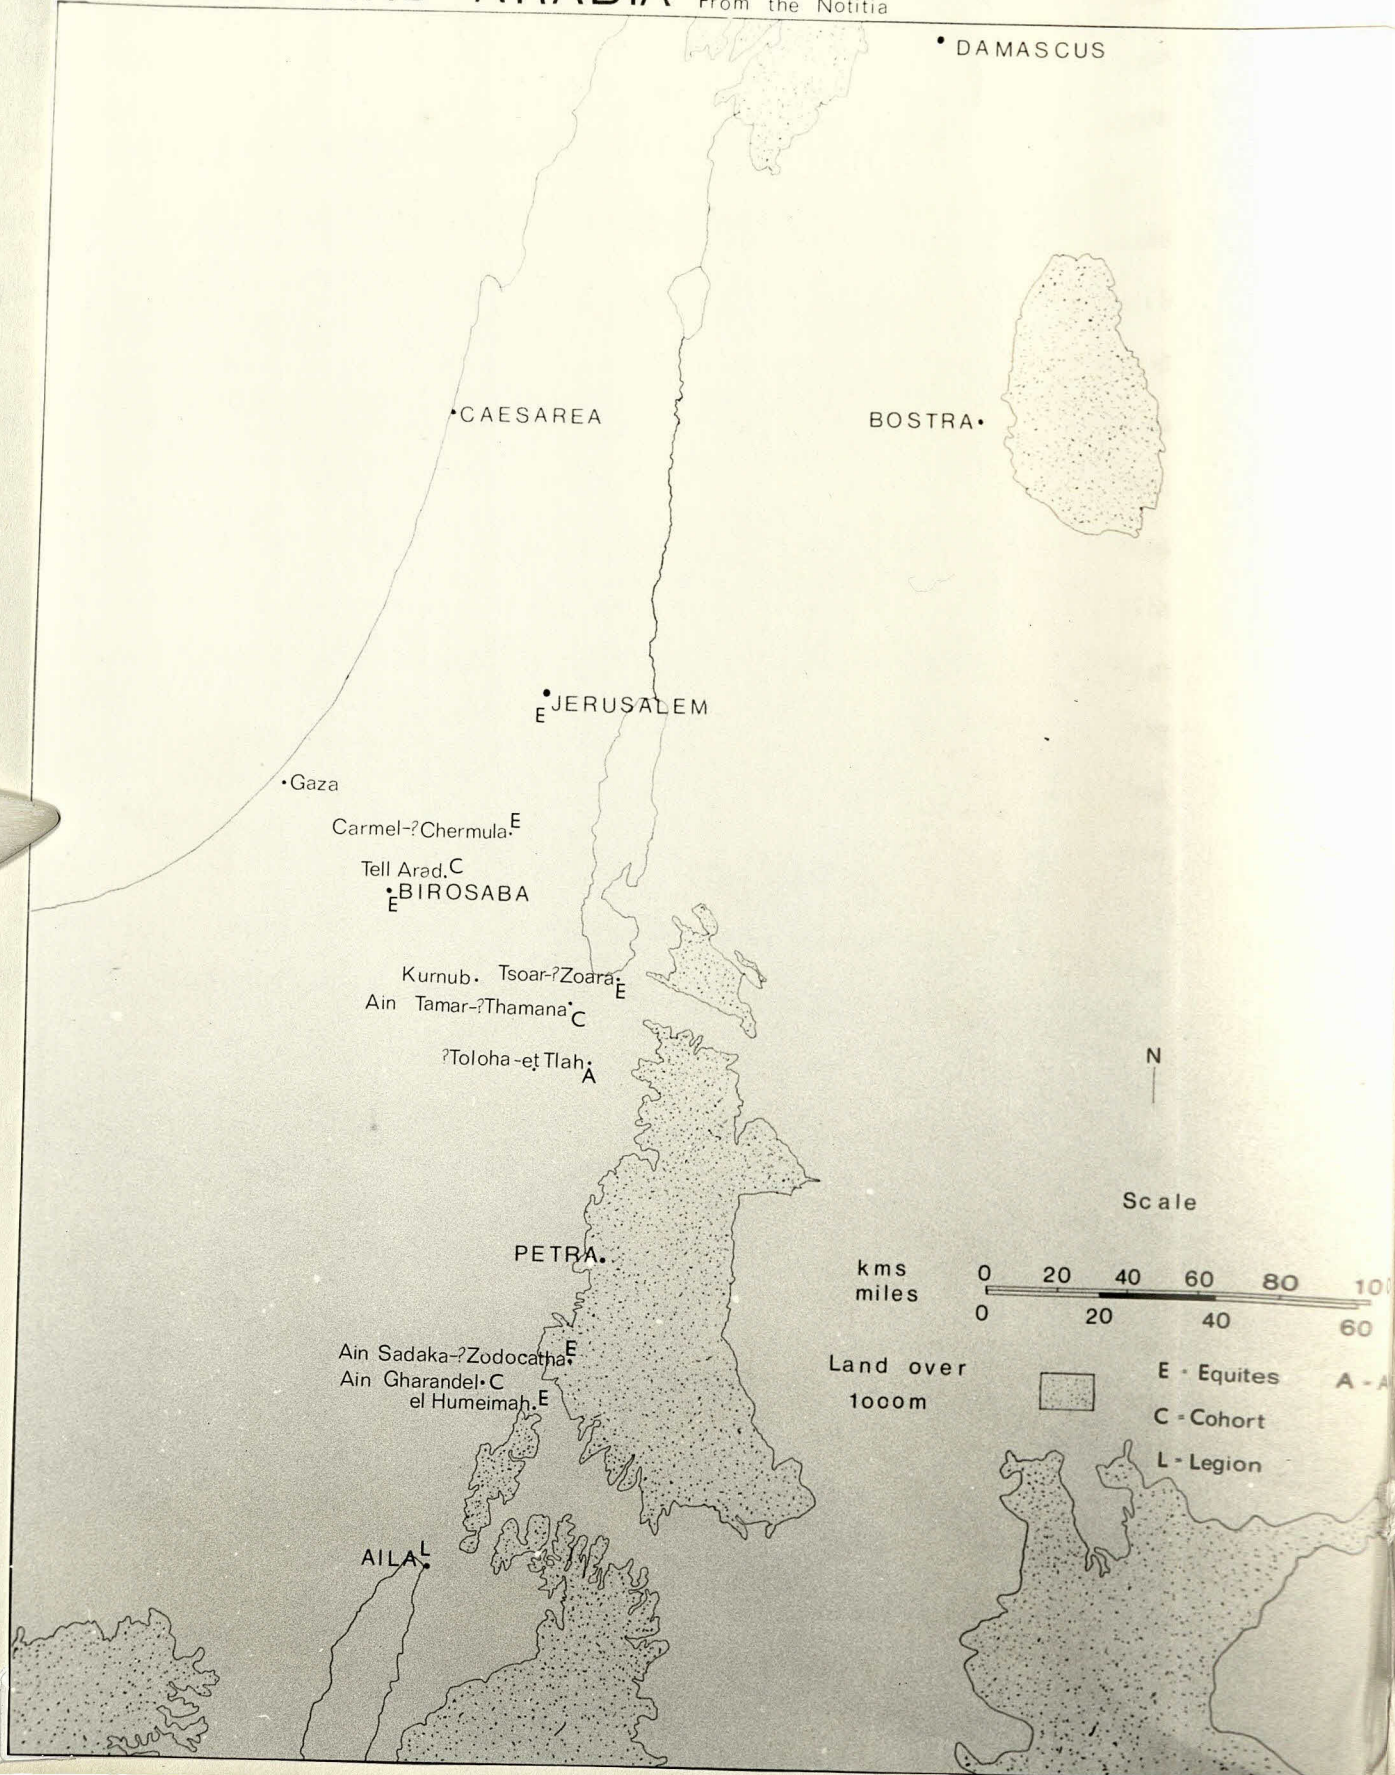 ARABIA From the Notitia
DAMASCUS
CAESAREA
BOSTRA
JERUSALEM
E
Gaza
Carmel-?Chermula E
Tell Arad C
BIROSABA
E
Kurnub Tsoar-?Zoara
E
Ain Tamar-?Thamana
C
?Toloha-et Tlah
A
N
Scale
PETRA
kms 0 20 40 60 80
miles 0 20 40 60
Ain Sadaka-?Zodocatha E
Ain Gharandel C
el Humeimah E
Land over
1000m
E - Equites A -
C - Cohort
L - Legion
AILA L